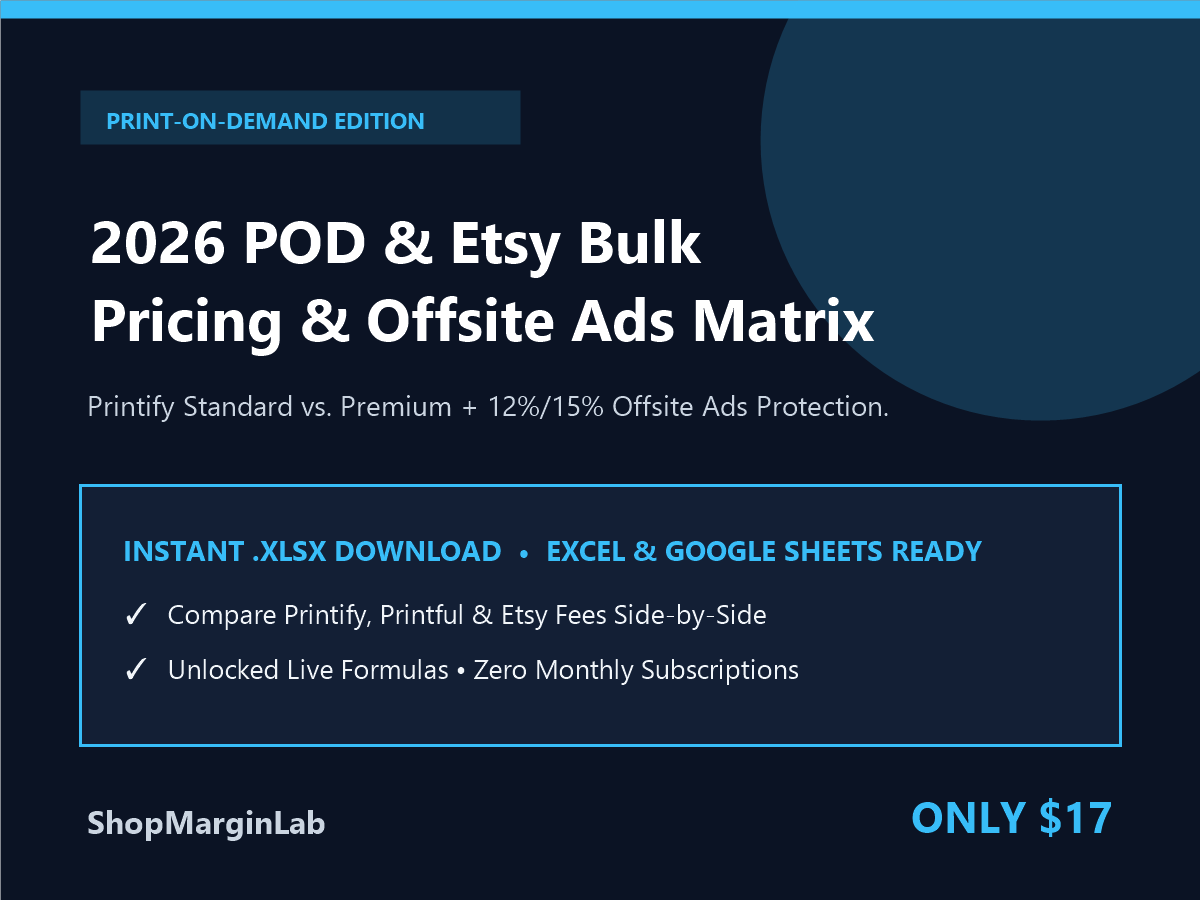 PRINT-ON-DEMAND EDITION
2026 POD & Etsy Bulk
Pricing & Offsite Ads Matrix
Printify Standard vs. Premium + 12%/15% Offsite Ads Protection.
INSTANT .XLSX DOWNLOAD • EXCEL & GOOGLE SHEETS READY
✓ Compare Printify, Printful & Etsy Fees Side-by-Side
✓ Unlocked Live Formulas • Zero Monthly Subscriptions
ShopMarginLab
ONLY $17